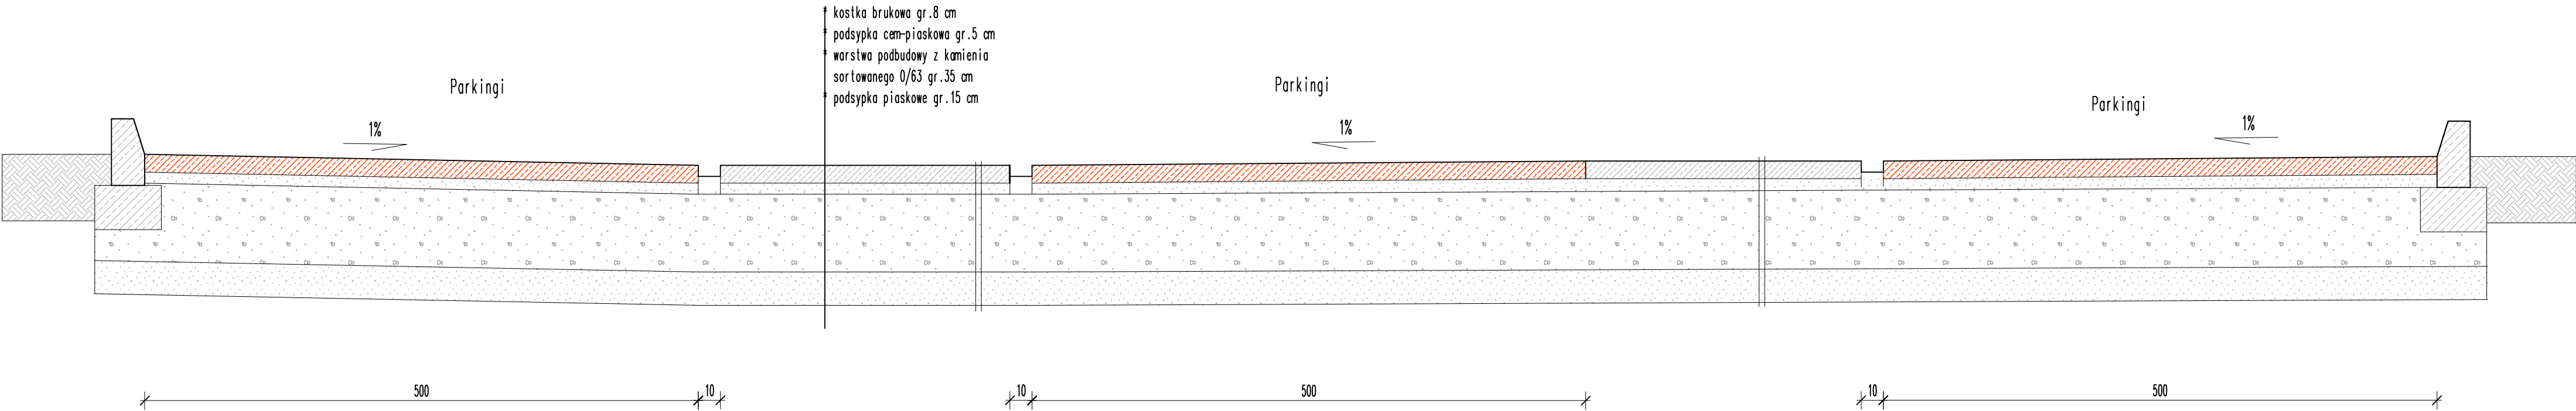 kostka brukowa gr.8 cm
podsypka cem-piaskowa gr.5 cm
warstwa podbudowy z kamienia
sortowanego 0/63 gr.35 cm
podsypka piaskowe gr.15 cm
Parkingi
Parkingi
Parkingi
1%
1%
1%
500
10
10
500
10
500